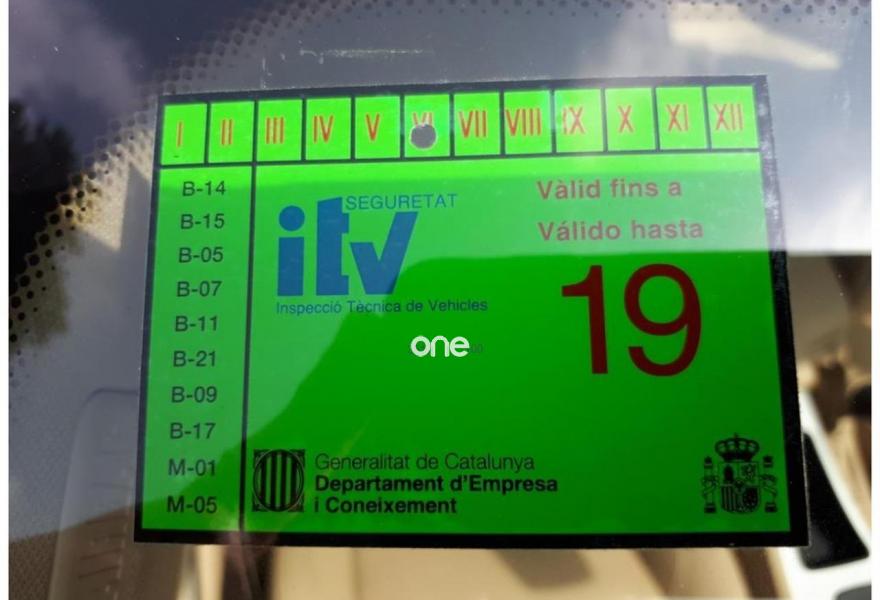 I II III IV V VI VII VIII IX X XI XII
B-14
B-15
B-05
B-07
B-11
B-21
B-09
B-17
M-01
M-05
SEGURETAT
itv
Inspecció Tècnica de Vehicles
Vàlid fins a
Válido hasta
19
one
Generalitat de Catalunya
Departament d'Empresa
i Coneixement